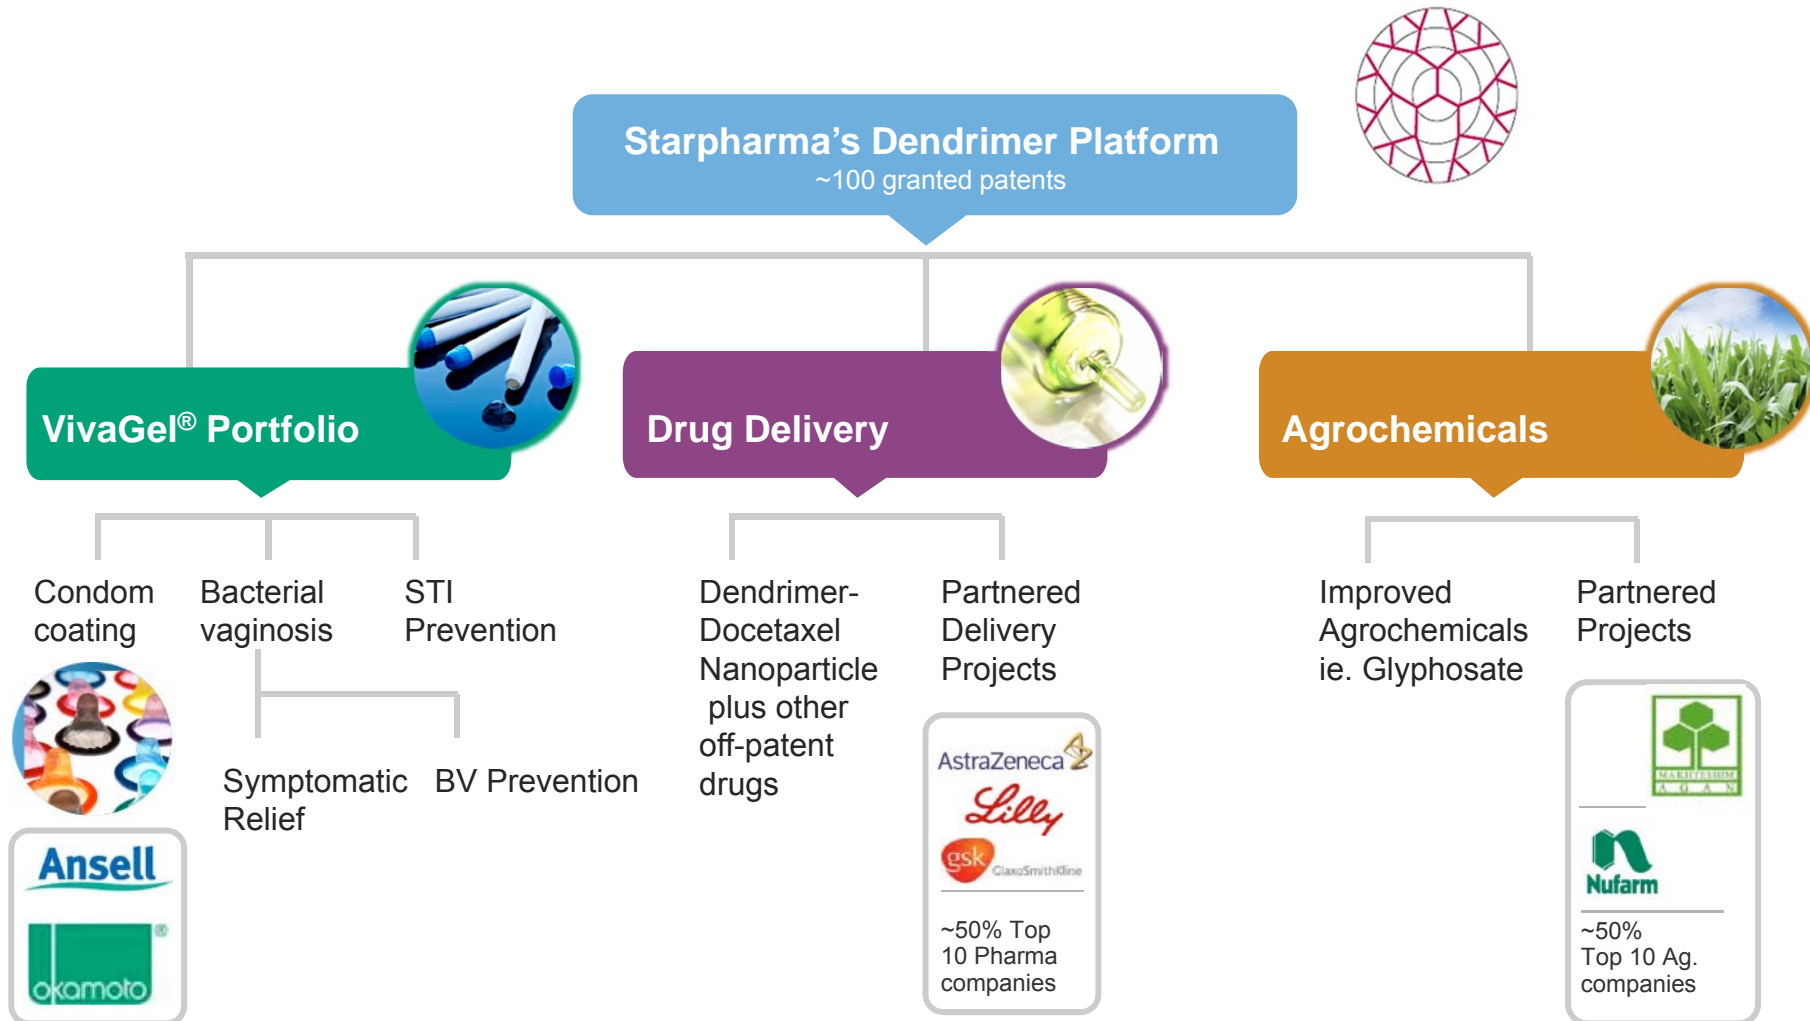 Starpharma's Dendrimer Platform
~100 granted patents
VivaGel® Portfolio
Drug Delivery
Agrochemicals
Condom
coating
Bacterial
vaginosis
STI
Prevention
Symptomatic
Relief
BV Prevention
Ansell
okamoto®
Dendrimer-
Docetaxel
Nanoparticle
plus other
off-patent
drugs
Partnered
Delivery
Projects
AstraZeneca
Lilly
gsk
GlaxoSmithKline
~50% Top
10 Pharma
companies
Improved
Agrochemicals
ie. Glyphosate
Partnered
Projects
MAKHTESHIM
AGAN
Nufarm
~50%
Top 10 Ag.
companies